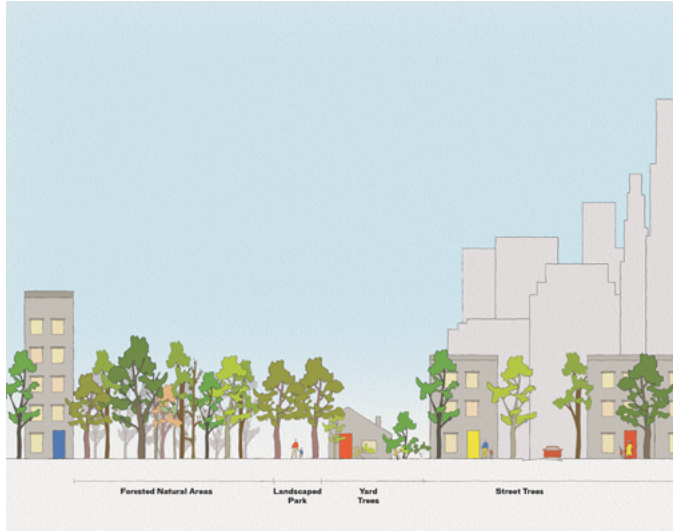 Forested Natural Areas
Landscaped
Park
Yard
Trees
Street Trees